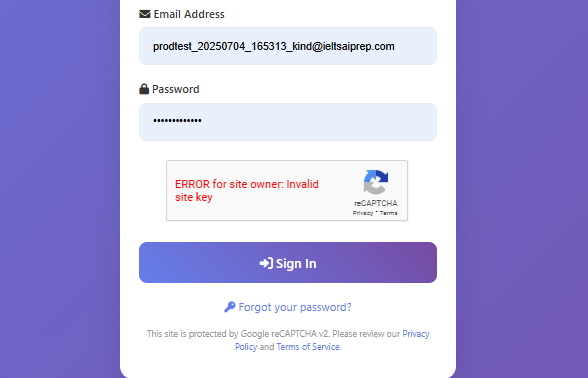 Email Address
prodtest_20250704_165313_kind@ieltsaiprep.com
Password
•••••••••••••
ERROR for site owner: Invalid
site key
reCAPTCHA
Privacy - Terms
Sign In
Forgot your password?
This site is protected by Google reCAPTCHA v2. Please review our Privacy
Policy and Terms of Service.